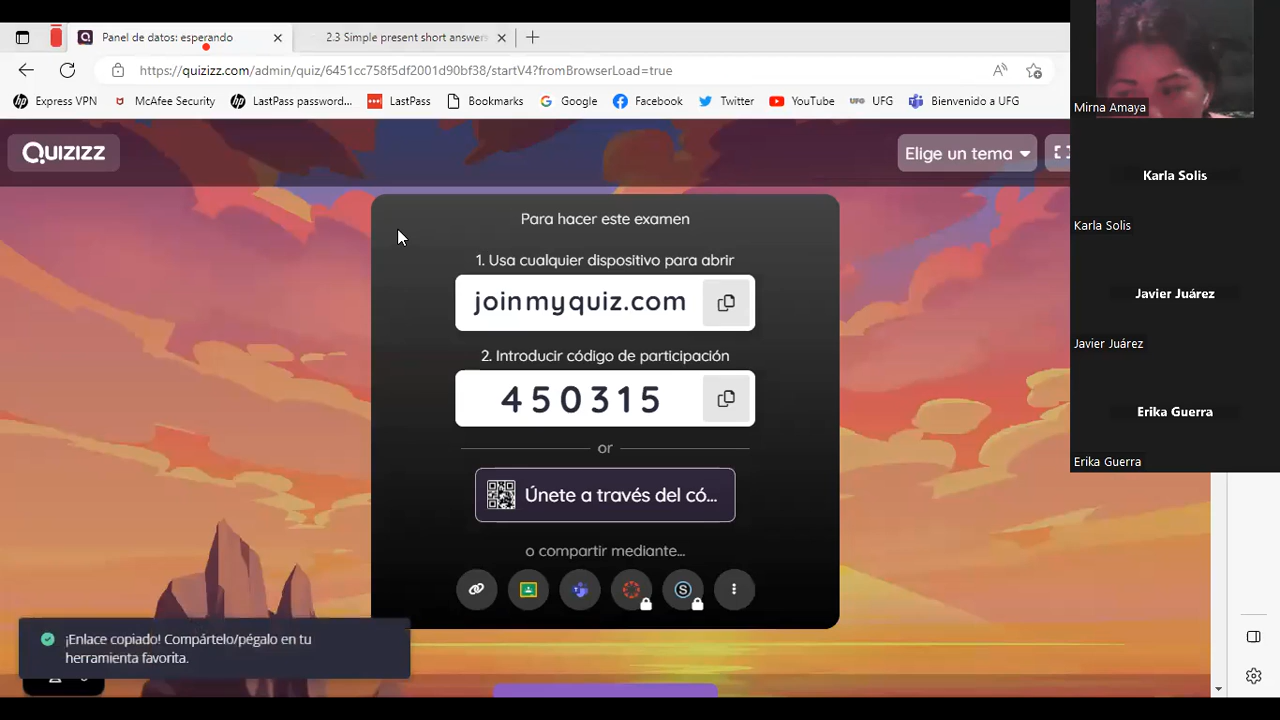 Panel de datos: esperando
2.3 Simple present short answers
https://quizizz.com/admin/quiz/6451cc758f5df2001d90bf38/startV4?fromBrowserLoad=true
Express VPN
McAfee Security
LastPass password...
LastPass
Bookmarks
Google
Facebook
Twitter
YouTube
UFG
Bienvenido a UFG
QUIZIZZ
Elige un tema
Para hacer este examen
1. Usa cualquier dispositivo para abrir
joinmyquiz.com
2. Introducir código de participación
450315
or
Únete a través del có...
o compartir mediante...
¡Enlace copiado! Compártelo/pégalo en tu
herramienta favorita.
Mirna Amaya
Karla Solis
Karla Solis
Javier Juárez
Javier Juárez
Erika Guerra
Erika Guerra